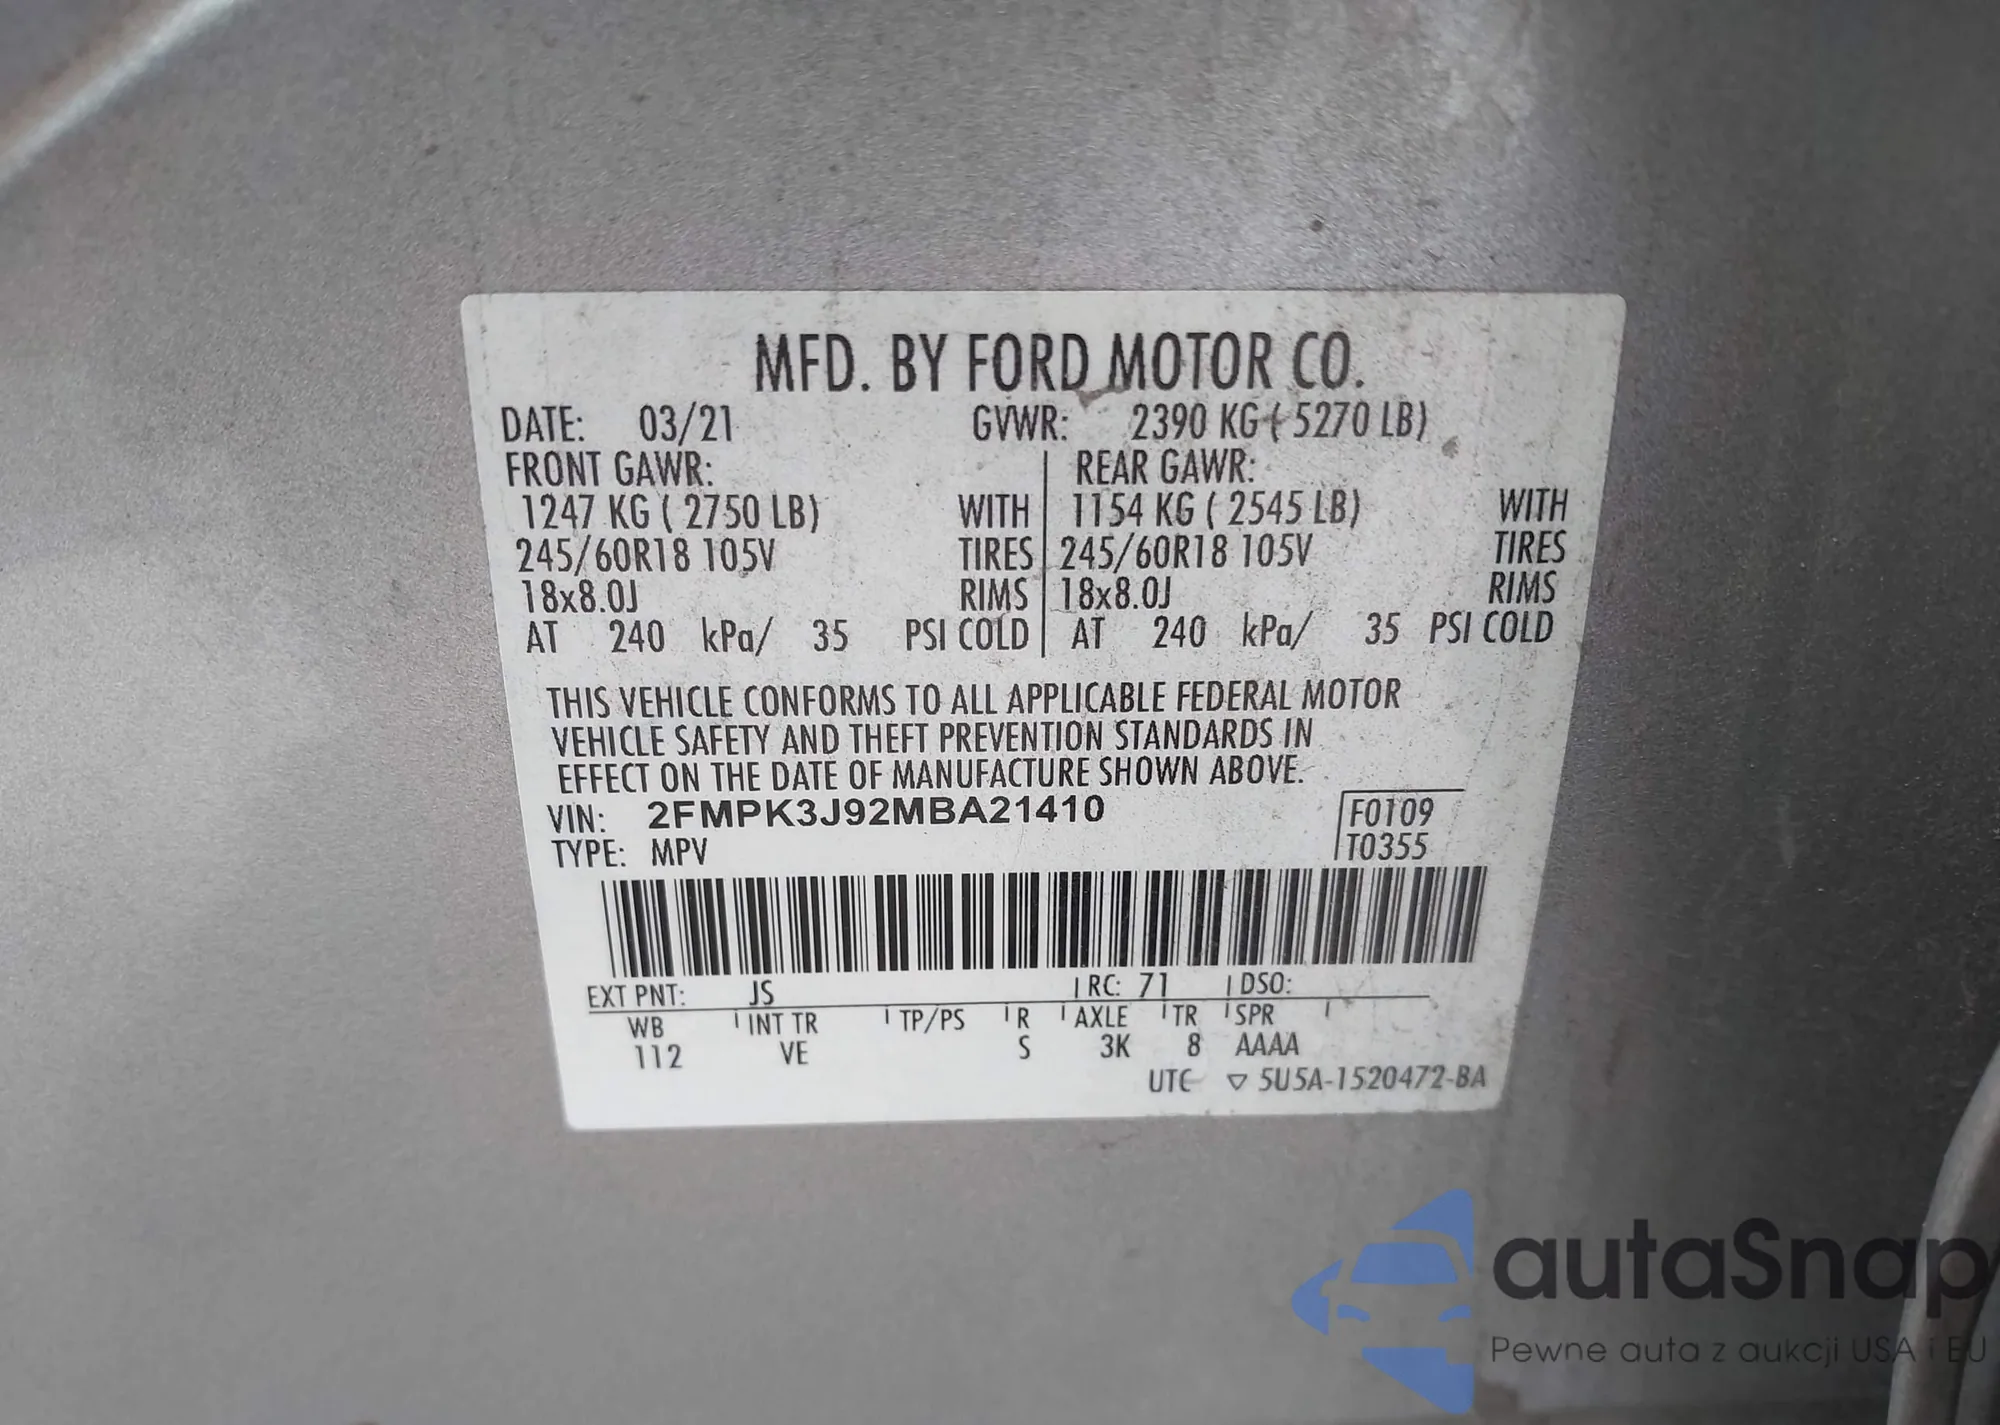 MFD. BY FORD MOTOR CO.
DATE: 03/21 GVWR: 2390 KG ( 5270 LB)
FRONT GAWR: REAR GAWR:
1247 KG ( 2750 LB) WITH 1154 KG ( 2545 LB) WITH
245/60R18 105V TIRES 245/60R18 105V TIRES
18x8.0J RIMS 18x8.0J RIMS
AT 240 kPa/ 35 PSI COLD AT 240 kPa/ 35 PSI COLD
THIS VEHICLE CONFORMS TO ALL APPLICABLE FEDERAL MOTOR
VEHICLE SAFETY AND THEFT PREVENTION STANDARDS IN
EFFECT ON THE DATE OF MANUFACTURE SHOWN ABOVE.
VIN: 2FMPK3J92MBA21410 F0109
TYPE: MPV T0355
EXT PNT: JS RC: 71 DSO:
WB INT TR TP/PS R AXLE TR SPR
112 VE S 3K 8 AAAA
UTC ▽ 5U5A-1520472-BA
autaSnap
Pewne auta z aukcji USA i EU